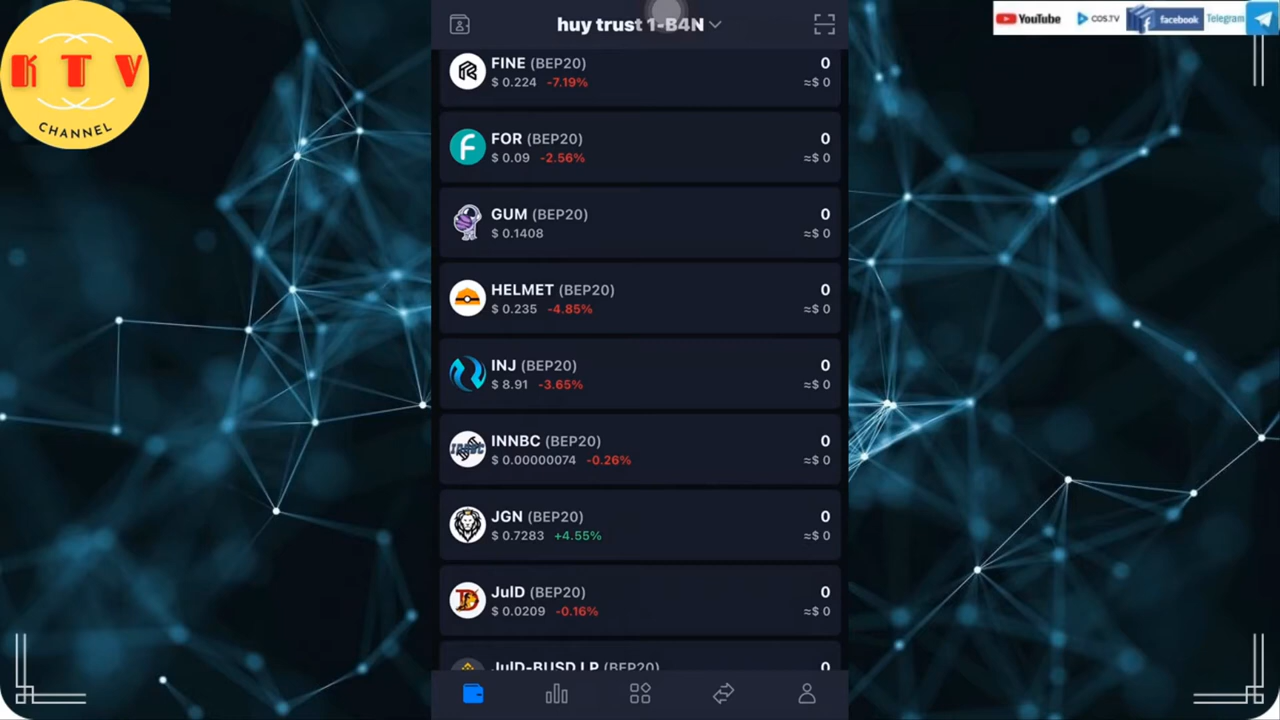 K T V
CHANNEL
huy trust 1-B4N
YouTube
COS.TV
facebook
Telegram
FINE (BEP20)
$ 0.224 -7.19%
0
≈$ 0
FOR (BEP20)
$ 0.09 -2.56%
0
≈$ 0
GUM (BEP20)
$ 0.1408
0
≈$ 0
HELMET (BEP20)
$ 0.235 -4.85%
0
≈$ 0
INJ (BEP20)
$ 8.91 -3.65%
0
≈$ 0
INNBC (BEP20)
$ 0.00000074 -0.26%
0
≈$ 0
JGN (BEP20)
$ 0.7283 +4.55%
0
≈$ 0
JulD (BEP20)
$ 0.0209 -0.16%
0
≈$ 0
JulD-BUSD LP (BEP20)
0